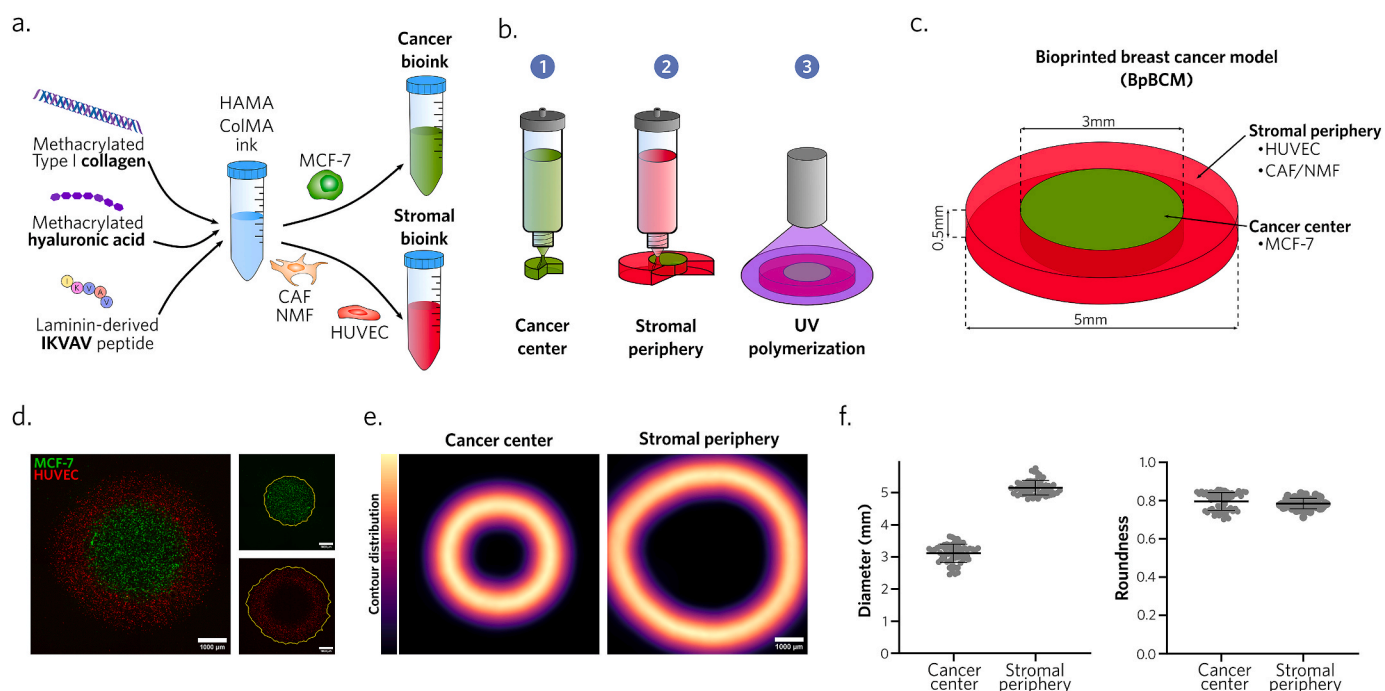 a.
Methacrylated
Type I collagen
Methacrylated
hyaluronic acid
I K V A V
Laminin-derived
IKVAV peptide
HAMA
ColMA
ink
MCF-7
CAF
NMF
HUVEC
Cancer
bioink
Stromal
bioink
b.
1
2
3
Cancer
center
Stromal
periphery
UV
polymerization
c.
Bioprinted breast cancer model
(BpBCM)
3mm
0.5mm
5mm
Stromal periphery
•HUVEC
•CAF/NMF
Cancer center
•MCF-7
d.
MCF-7
HUVEC
1000 µm
e.
Cancer center
Stromal periphery
Contour distribution
1000 µm
f.
Diameter (mm)
5
4
3
2
1
0
Cancer
center
Stromal
periphery
Roundness
1.0
0.8
0.6
0.4
0.2
0.0
Cancer
center
Stromal
periphery